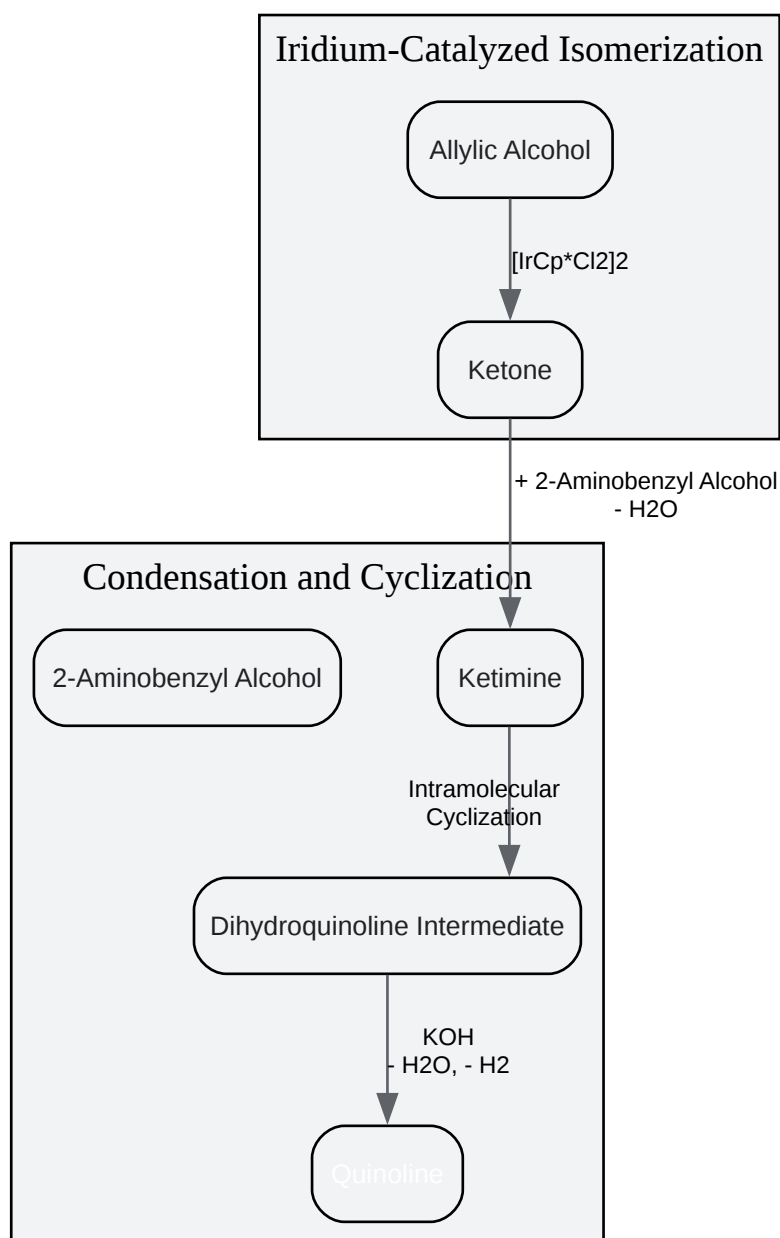 Iridium-Catalyzed Isomerization
Allylic Alcohol
[IrCp*Cl2]2
Ketone
+ 2-Aminobenzyl Alcohol
- H2O
Condensation and Cyclization
2-Aminobenzyl Alcohol
Ketimine
Intramolecular
Cyclization
Dihydroquinoline Intermediate
KOH
- H2O, - H2
Quinoline